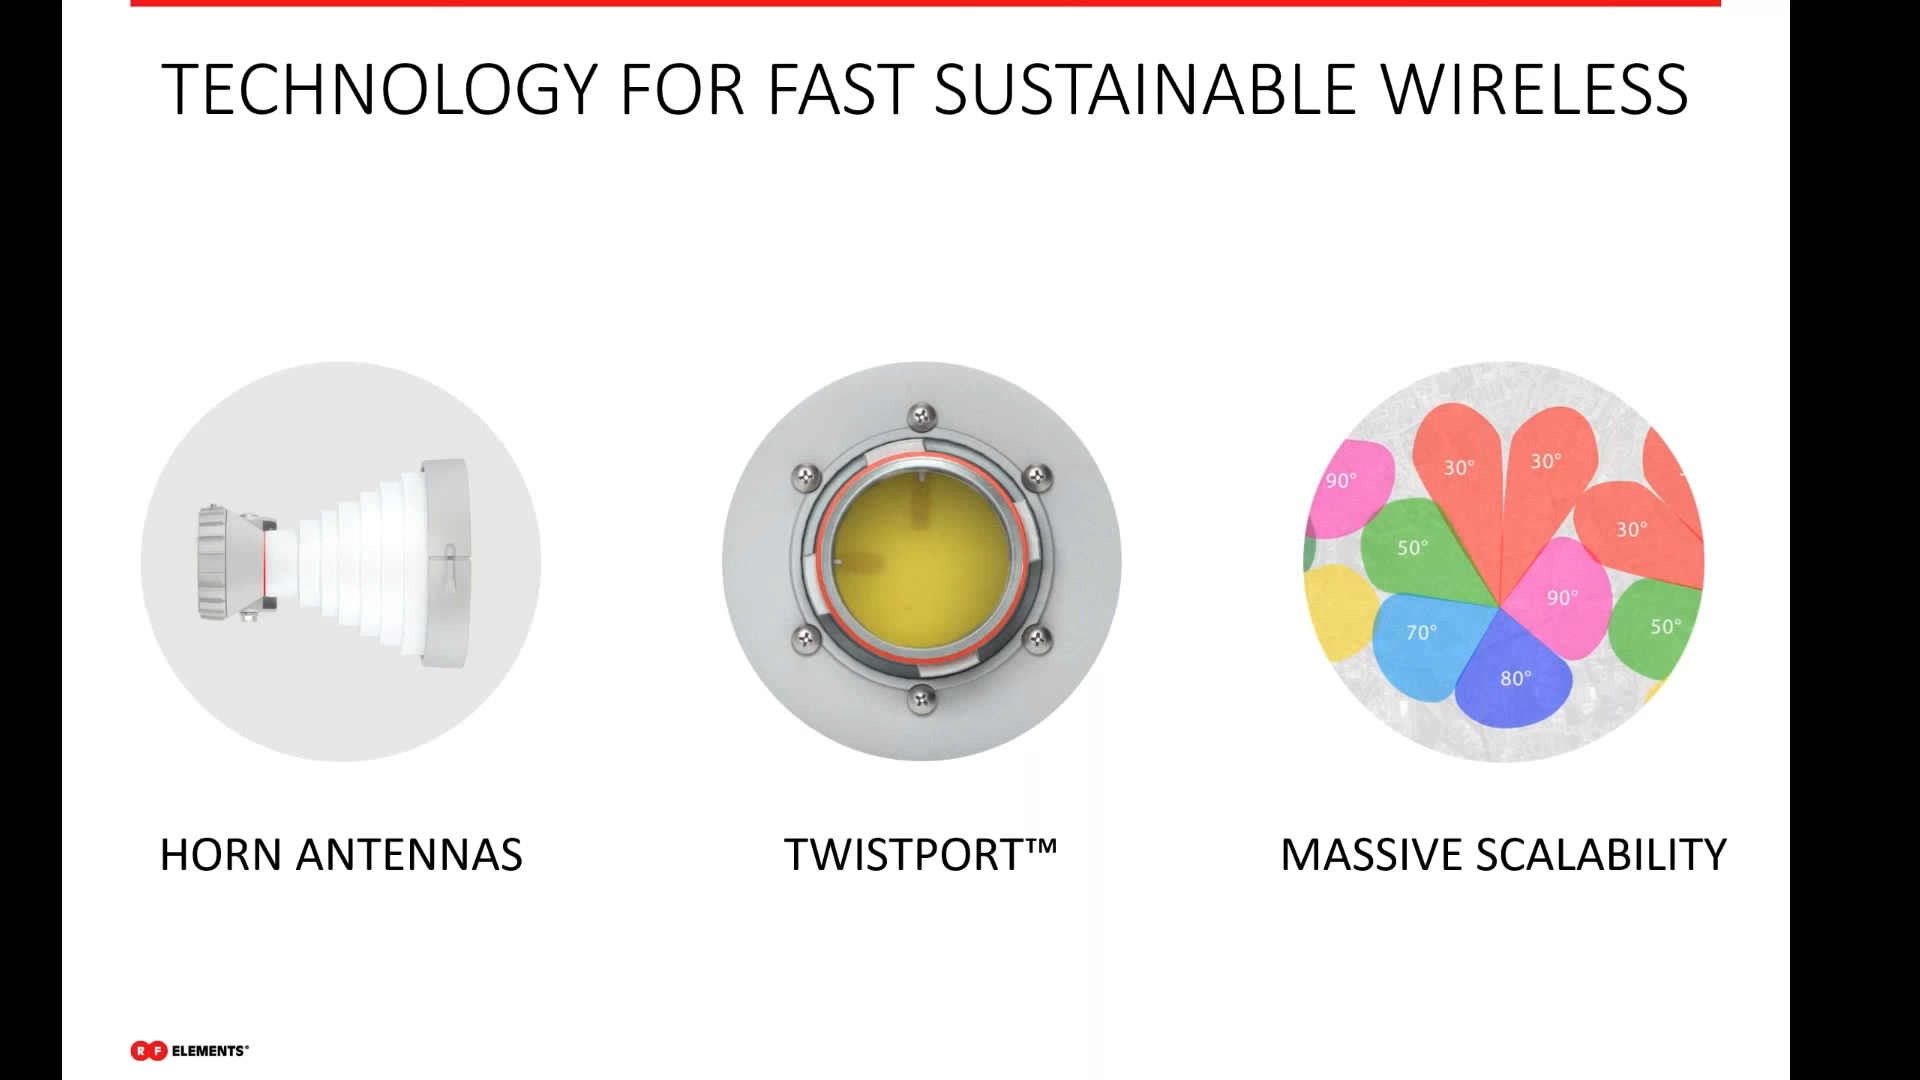 TECHNOLOGY FOR FAST SUSTAINABLE WIRELESS
30°
30°
90°
30°
50°
90°
50°
70°
80°
HORN ANTENNAS
TWISTPORT™
MASSIVE SCALABILITY
RF ELEMENTS®